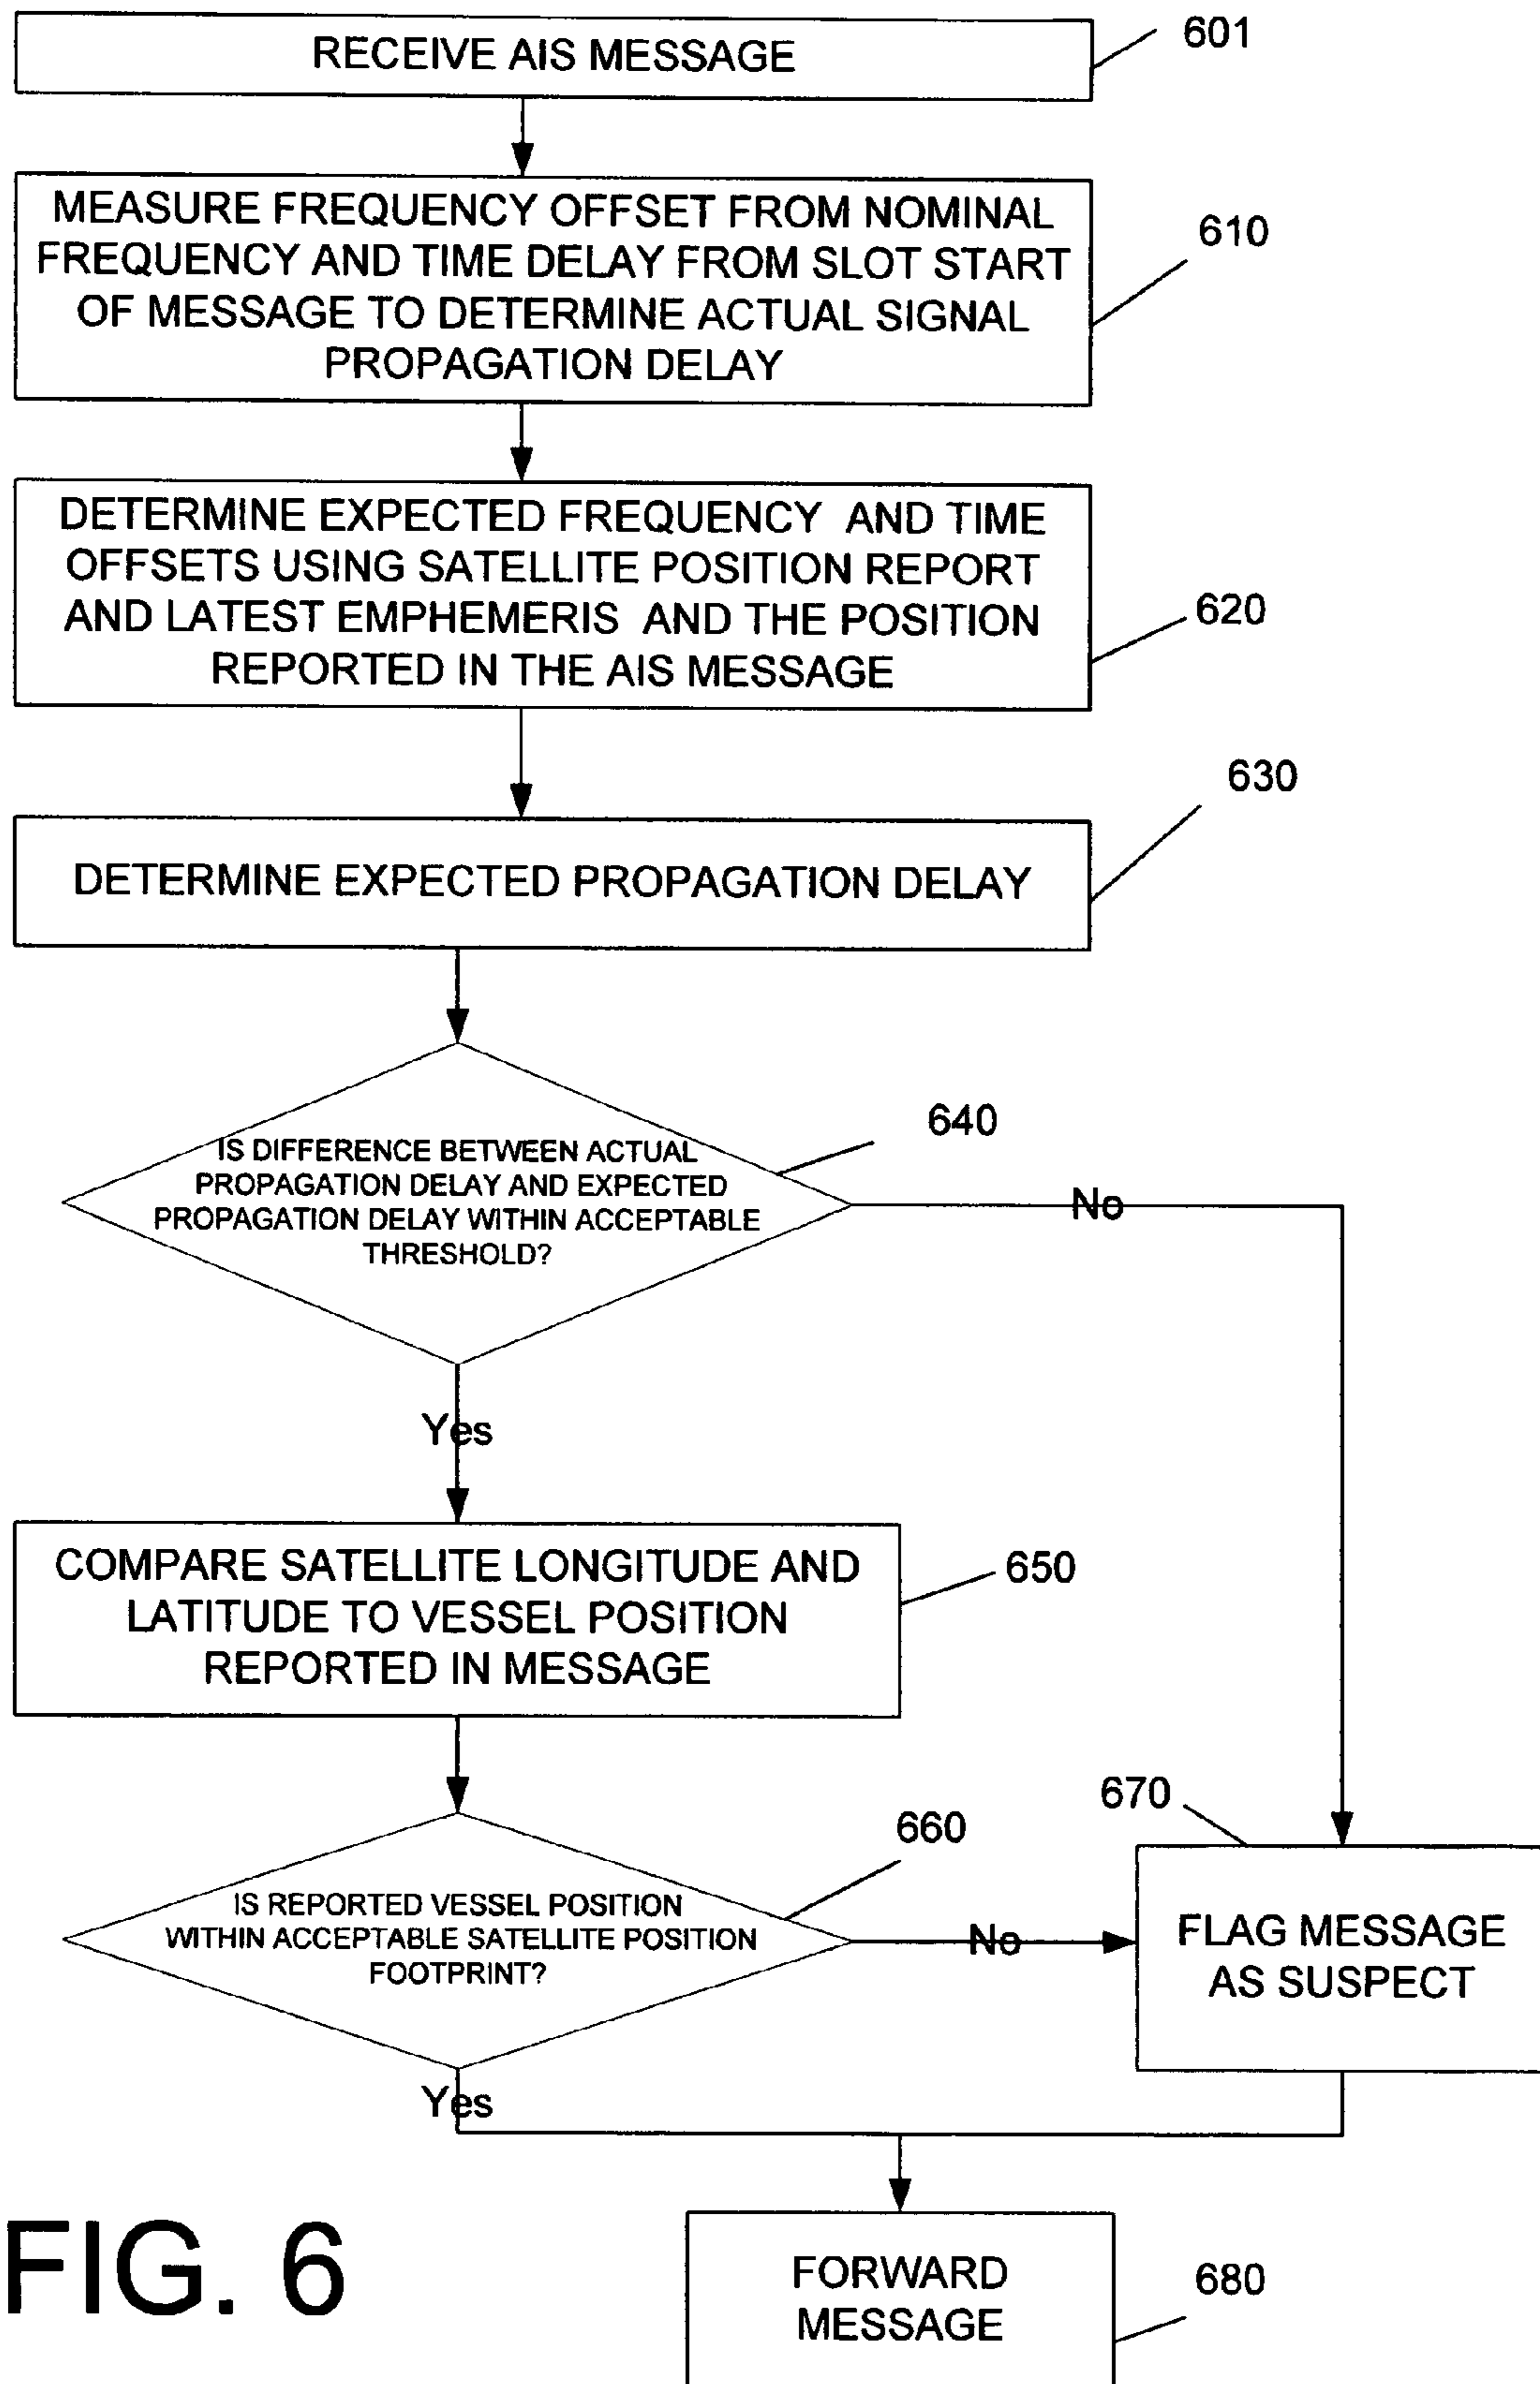 RECEIVE AIS MESSAGE
601
MEASURE FREQUENCY OFFSET FROM NOMINAL
FREQUENCY AND TIME DELAY FROM SLOT START
OF MESSAGE TO DETERMINE ACTUAL SIGNAL
PROPAGATION DELAY
610
DETERMINE EXPECTED FREQUENCY AND TIME
OFFSETS USING SATELLITE POSITION REPORT
AND LATEST EMPHEMERIS AND THE POSITION
REPORTED IN THE AIS MESSAGE
620
630
DETERMINE EXPECTED PROPAGATION DELAY
640
IS DIFFERENCE BETWEEN ACTUAL
PROPAGATION DELAY AND EXPECTED
PROPAGATION DELAY WITHIN ACCEPTABLE
THRESHOLD?
No
Yes
COMPARE SATELLITE LONGITUDE AND
LATITUDE TO VESSEL POSITION
REPORTED IN MESSAGE
650
660
IS REPORTED VESSEL POSITION
WITHIN ACCEPTABLE SATELLITE POSITION
FOOTPRINT?
No
670
FLAG MESSAGE
AS SUSPECT
Yes
FORWARD
MESSAGE
680
FIG. 6